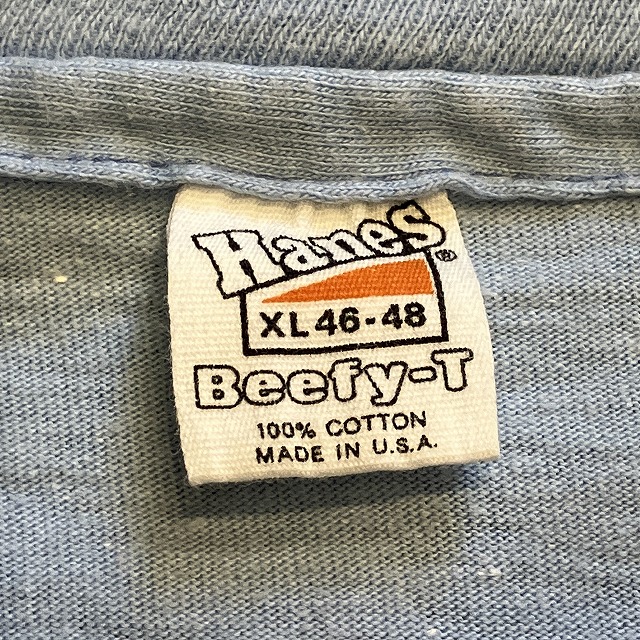 Hanes®
XL 46-48
Beefy-T
100% COTTON
MADE IN U.S.A.